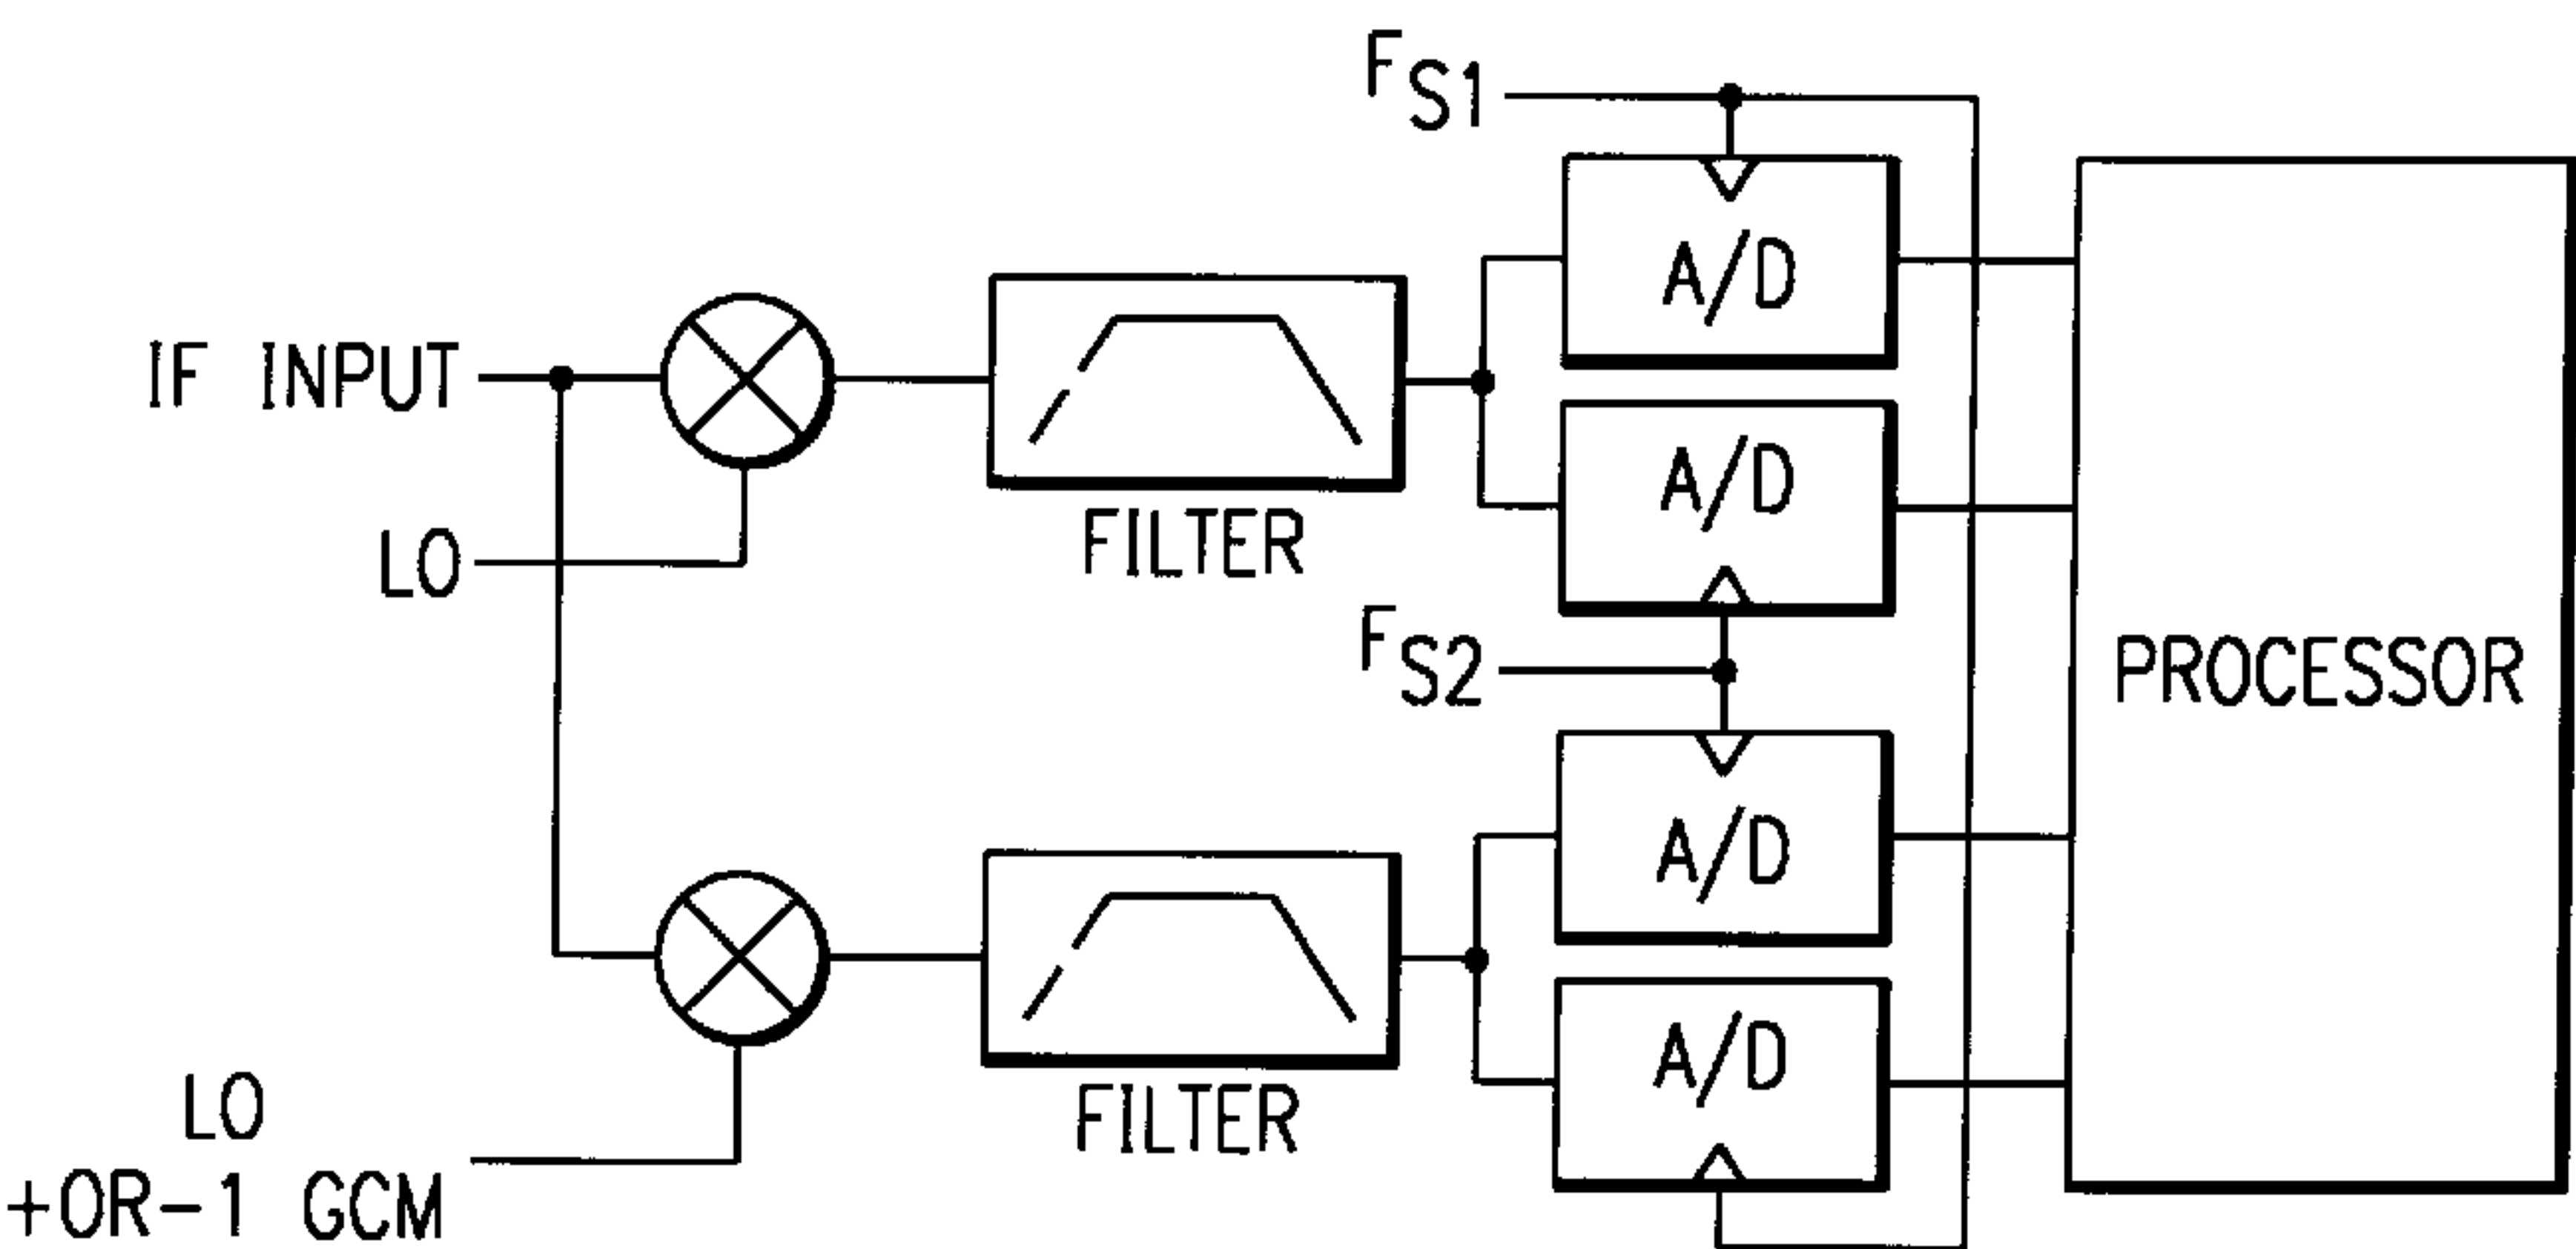 FS1
A/D
IF INPUT
A/D
LO
FILTER
FS2
PROCESSOR
A/D
A/D
LO
+OR-1 GCM
FILTER